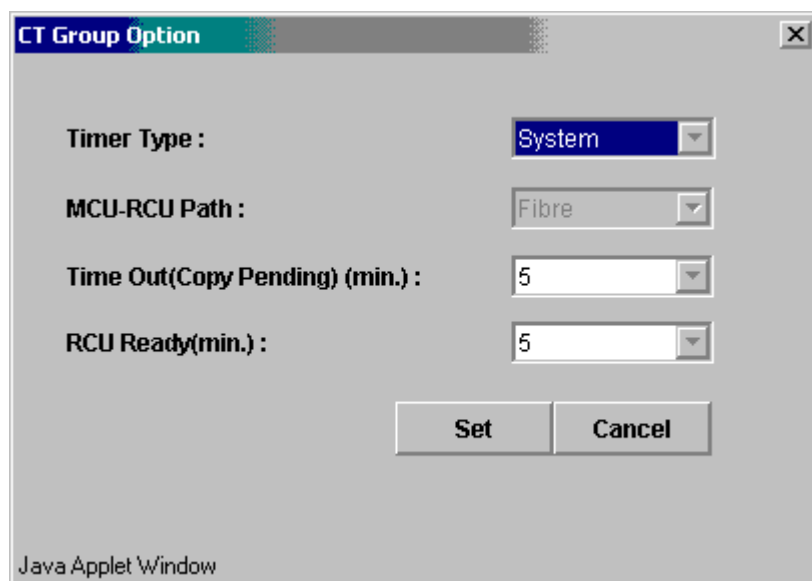 CT Group Option
Timer Type : System
MCU-RCU Path : Fibre
Time Out(Copy Pending) (min.) : 5
RCU Ready(min.) : 5
Set Cancel
Java Applet Window